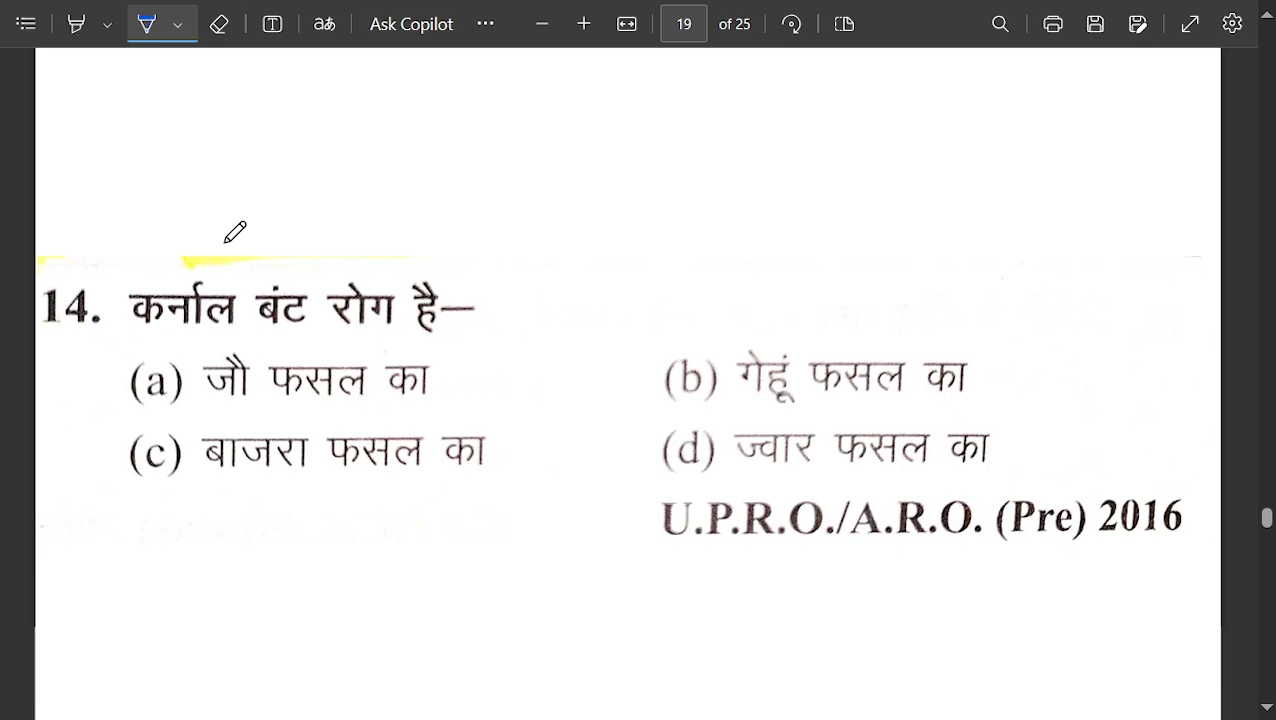 Ask Copilot 19 of 25
14. कर्नाल बंट रोग है–
(a) जौ फसल का (b) गेहूं फसल का
(c) बाजरा फसल का (d) ज्वार फसल का
U.P.R.O./A.R.O. (Pre) 2016